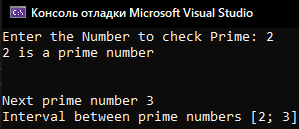 Консоль отладки Microsoft Visual Studio
Enter the Number to check Prime: 2
2 is a prime number
Next prime number 3
Interval between prime numbers [2; 3]